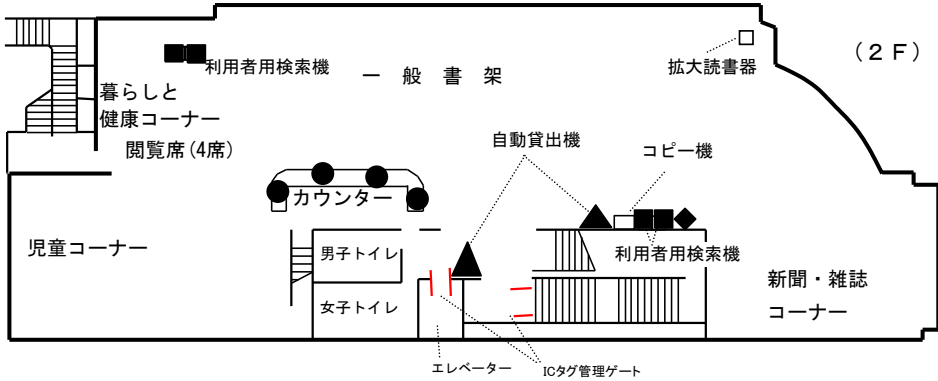 (２Ｆ)
利用者用検索機
一 般 書 架
拡大読書器
暮らしと
健康コーナー
閲覧席(4席)
自動貸出機
コピー機
カウンター
児童コーナー
男子トイレ
利用者用検索機
新聞・雑誌
コーナー
女子トイレ
エレベーター
ICタグ管理ゲート